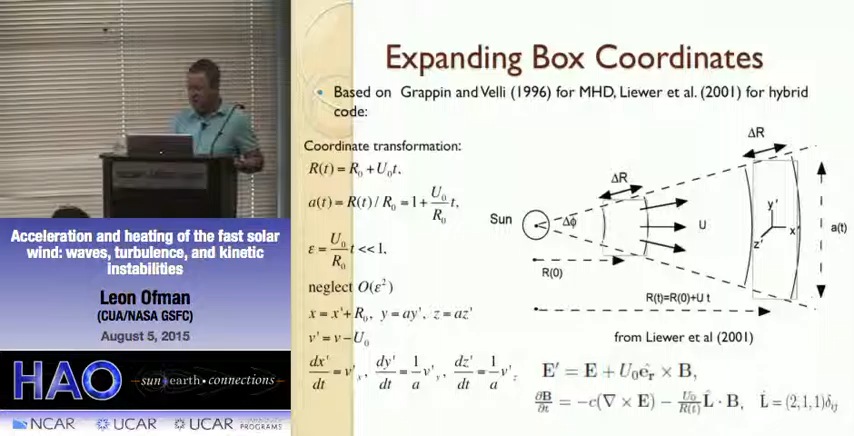 Expanding Box Coordinates
• Based on Grappin and Velli (1996) for MHD, Liewer et al. (2001) for hybrid
code:
Coordinate transformation:
R(t) = R₀ + U₀t,
a(t) = R(t) / R₀ = 1 + U₀/R₀ t,
ε = U₀/R₀ t << 1,
neglect O(ε²)
x = x'+ R₀, y = ay', z = az'
v' = v − U₀
dx'/dt = v'ₓ, dy'/dt = 1/a v'_y, dz'/dt = 1/a v'_z
ΔR
ΔR
Sun
Δϕ
U
y'
x'
z'
a(t)
R(0)
R(t)=R(0)+U t
from Liewer et al (2001)
E′ = E + U₀ê_r × B,
∂B/∂t = −c(∇ × E) − U₀/R(t) L̂ · B, L̂ = (2,1,1)δ_ij
Acceleration and heating of the fast solar
wind: waves, turbulence, and kinetic
instabilities
Leon Ofman
(CUA/NASA GSFC)
August 5, 2015
HAO
sun earth connections
NCAR UCAR UCAR PROGRAMS